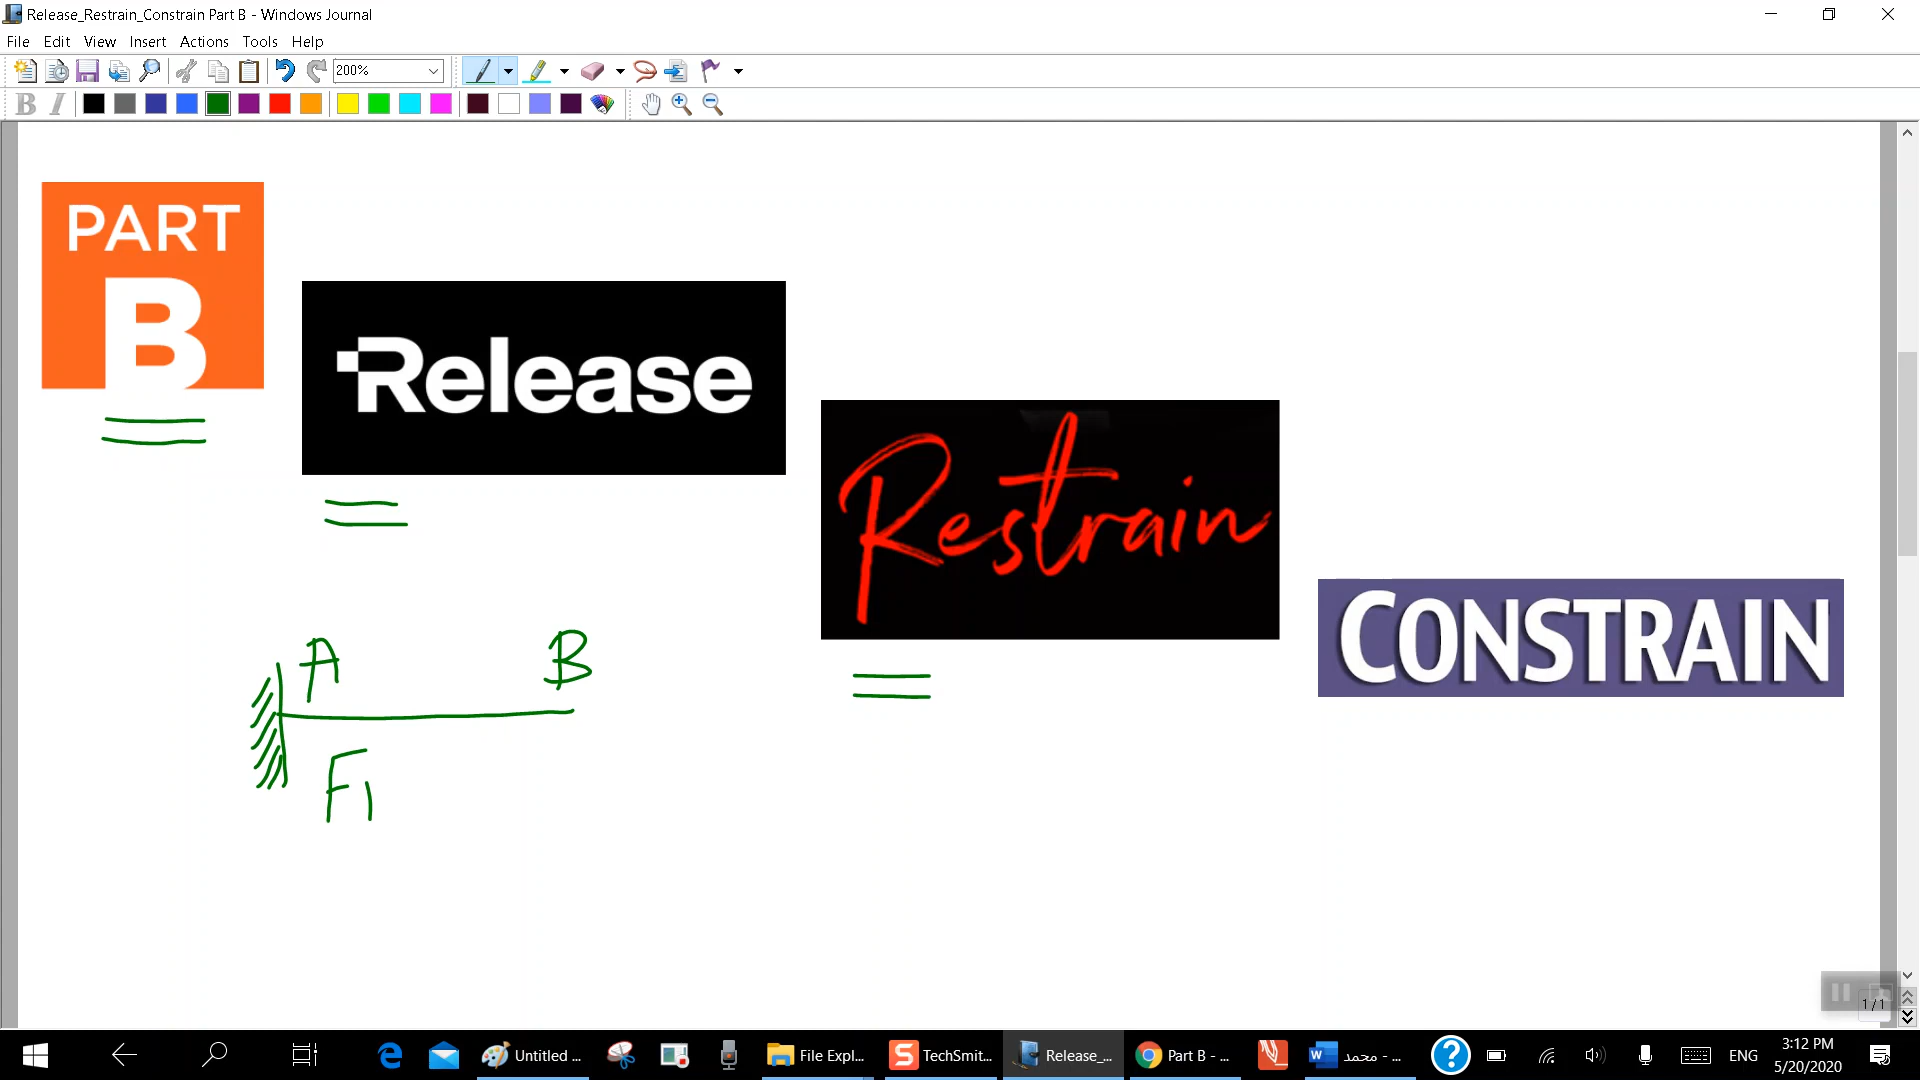 Release_Restrain_Constrain Part B - Windows Journal
File Edit View Insert Actions Tools Help
200%
B I
PART
B
Release
Restrain
CONSTRAIN
A B
Fi
1/1
Untitled ... File Expl... TechSmit... Release_... Part B - ... محمد - ... ENG
3:12 PM
5/20/2020